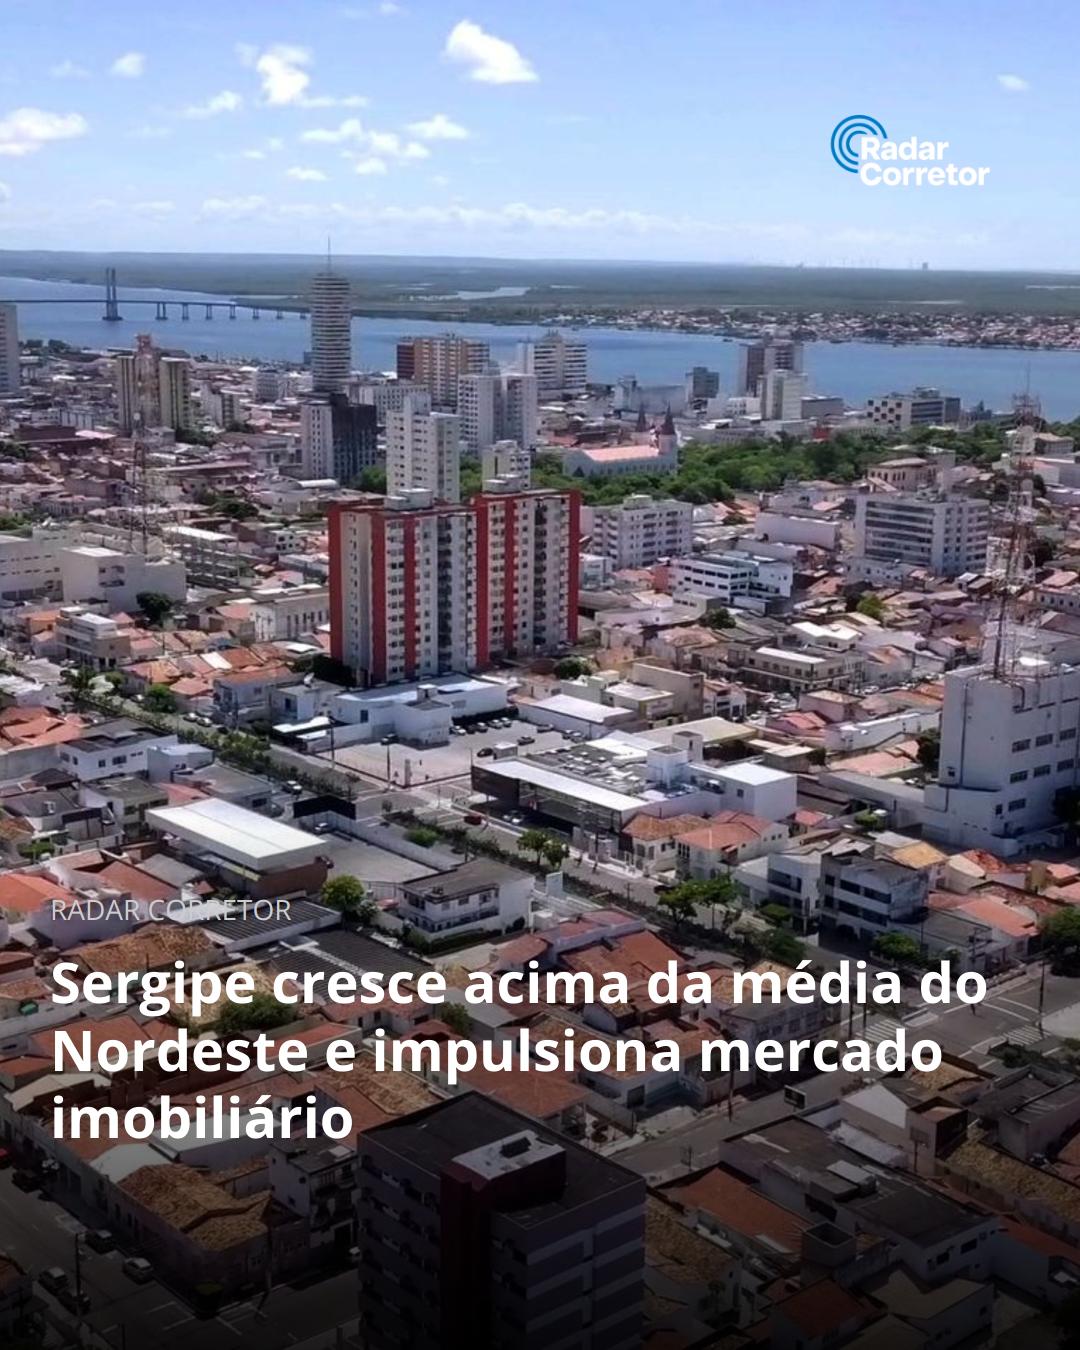 Radar
Corretor
RADAR CORRETOR
Sergipe cresce acima da média do
Nordeste e impulsiona mercado
imobiliário